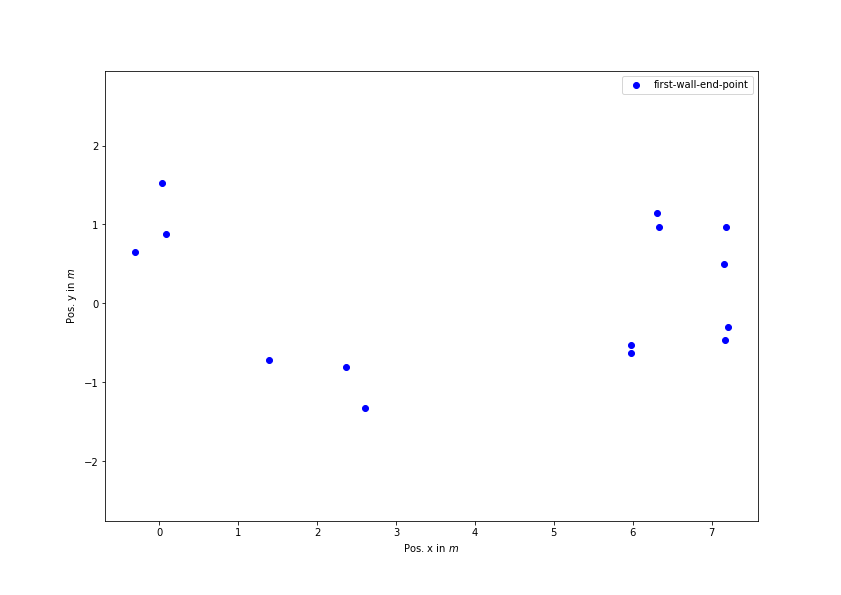 first-wall-end-point
2
1
0
−1
−2
Pos. y in m
0 1 2 3 4 5 6 7
Pos. x in m